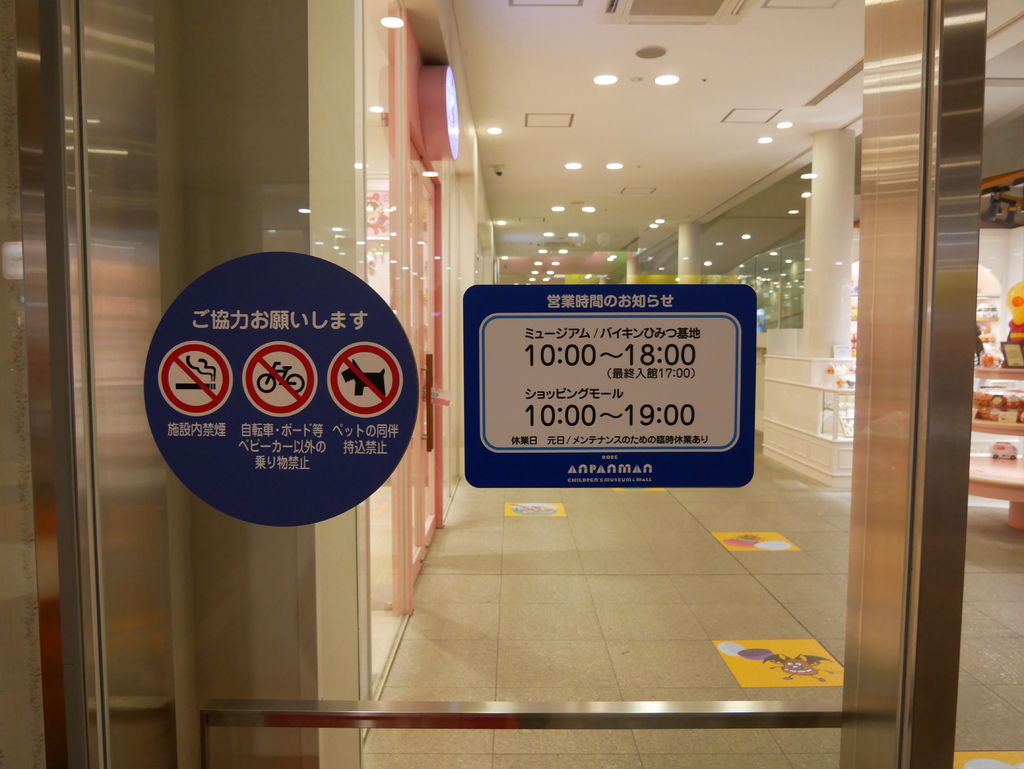 ご協力お願いします
施設内禁煙
自転車・ボード等
ベビーカー以外の
乗り物禁止
ペットの同伴
持込禁止
営業時間のお知らせ
ミュージアム/バイキンひみつ基地
10:00～18:00
(最終入館17:00)
ショッピングモール
10:00～19:00
休業日 元日/メンテナンスのための臨時休業あり
KOBE
ANPANMAN
CHILDREN'S MUSEUM & MALL